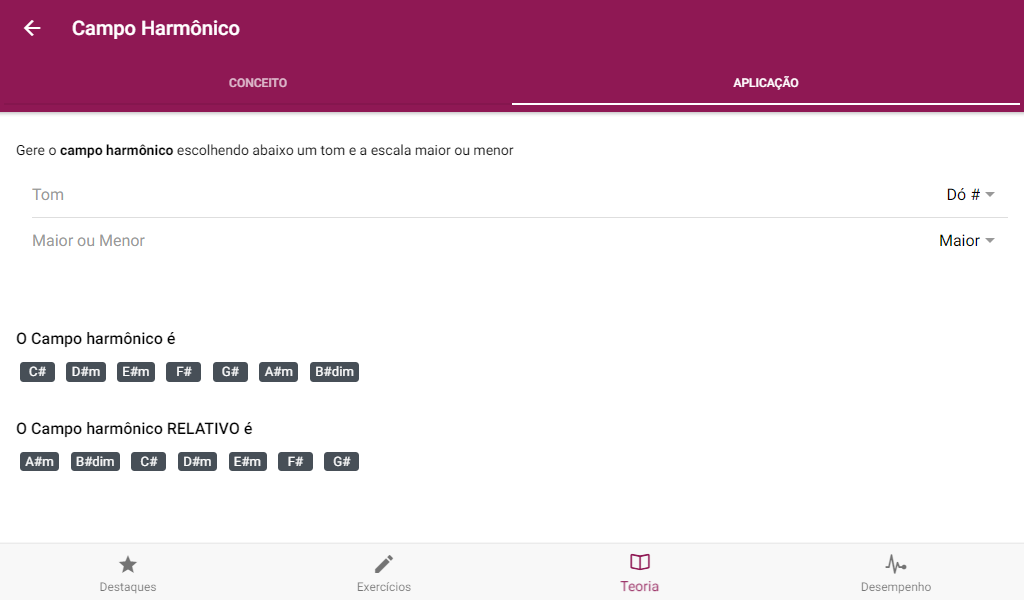 Campo Harmônico
CONCEITO APLICAÇÃO
Gere o campo harmônico escolhendo abaixo um tom e a escala maior ou menor
Tom Dó #
Maior ou Menor Maior
O Campo harmônico é
C# D#m E#m F# G# A#m B#dim
O Campo harmônico RELATIVO é
A#m B#dim C# D#m E#m F# G#
Destaques Exercícios Teoria Desempenho